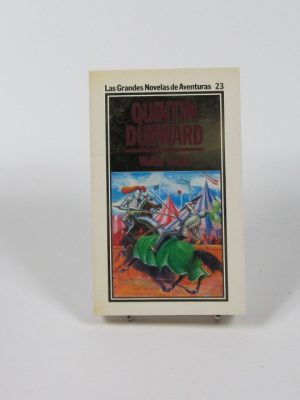 Las Grandes Novelas de Aventuras 23
QUINTIN
DURWARD